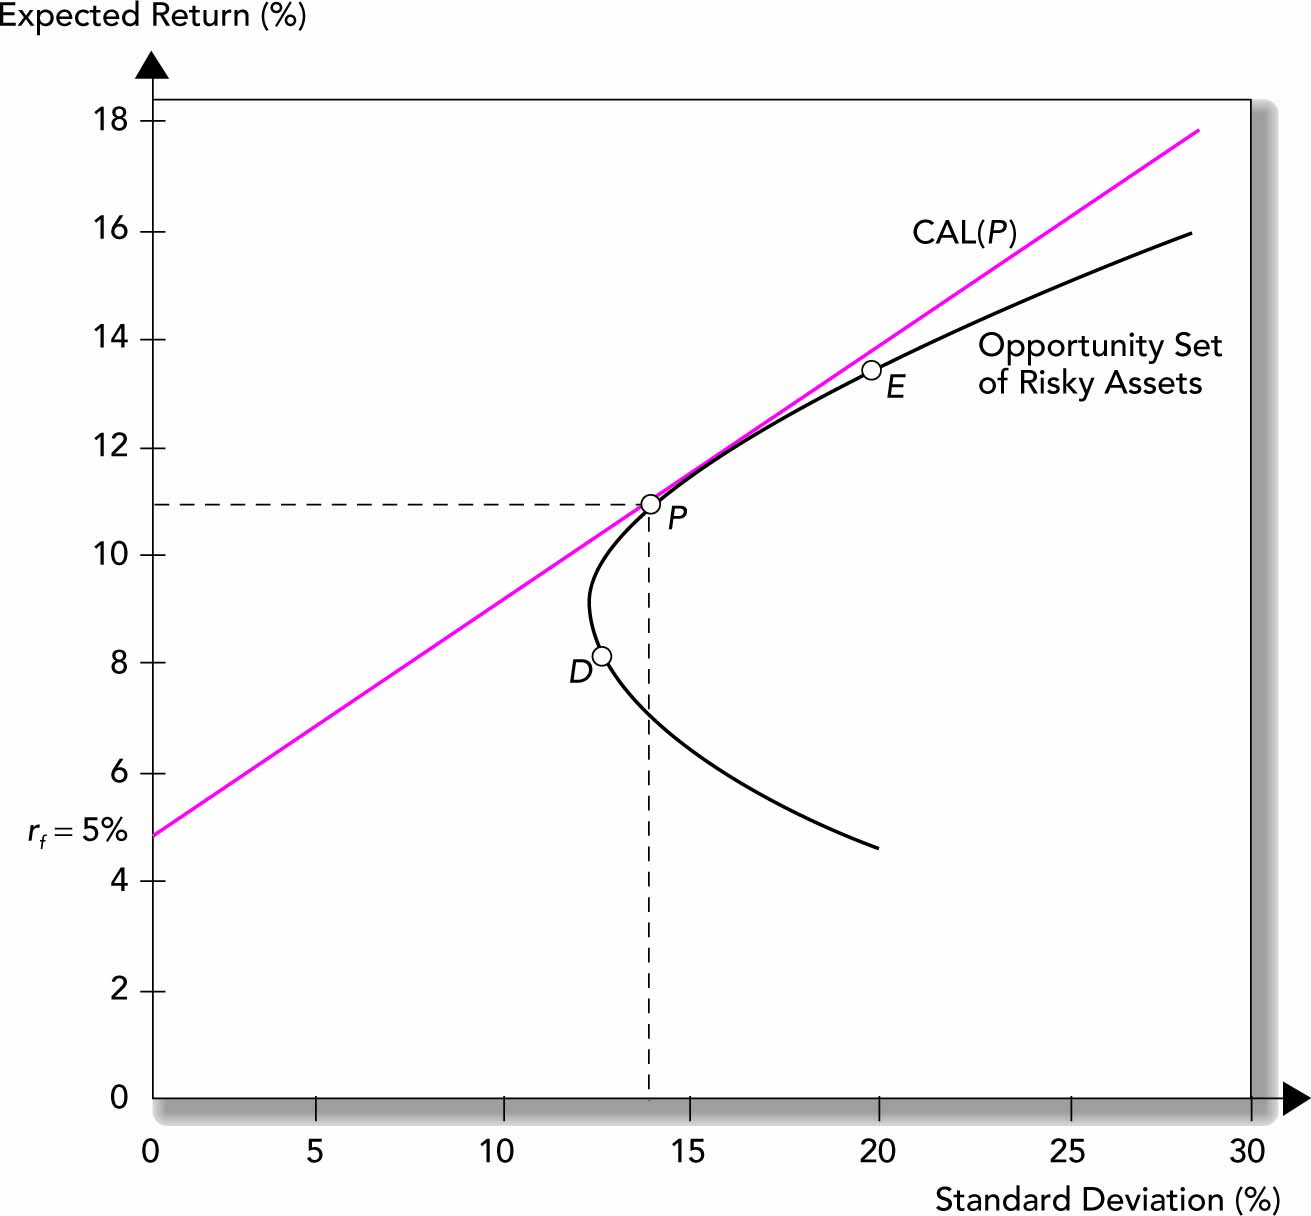 Expected Return (%)
18
16
CAL(P)
14
Opportunity Set
of Risky Assets
E
12
P
10
8
D
6
r_f = 5%
4
2
0
0 5 10 15 20 25 30
Standard Deviation (%)